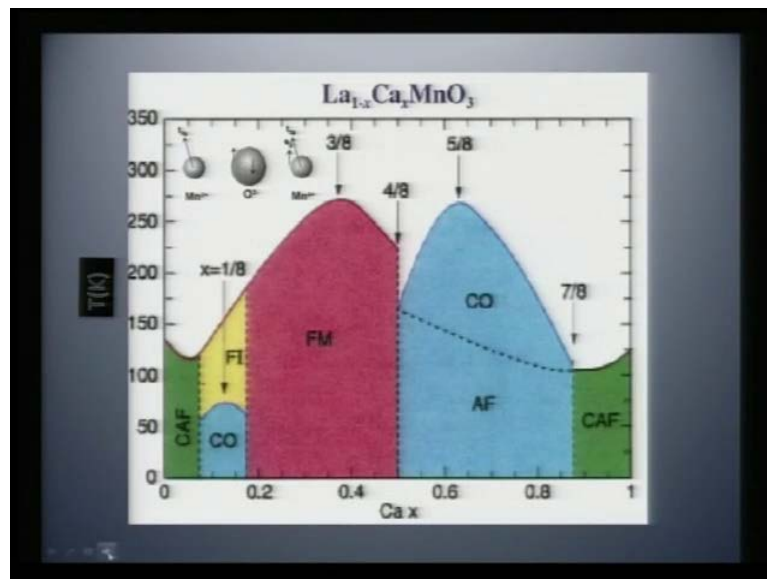 La₁₋ₓCaₓMnO₃
350
300
250
200
150
100
50
0
T(K)
3/8
5/8
4/8
x=1/8
7/8
Mn³⁺ O²⁻
CAF
FI
CO
FM
CO
AF
CAF
0 0.2 0.4 0.6 0.8 1
Ca x